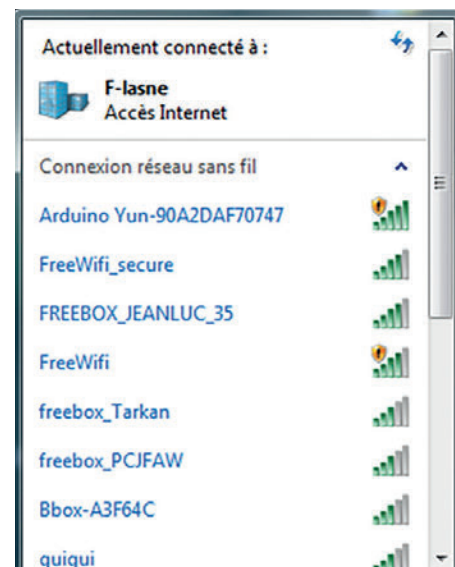 Actuellement connecté à :
F-lasne
Accès Internet
Connexion réseau sans fil
Arduino Yun-90A2DAF70747
FreeWifi_secure
FREEBOX_JEANLUC_35
FreeWifi
freebox_Tarkan
freebox_PCJFAW
Bbox-A3F64C
guigui